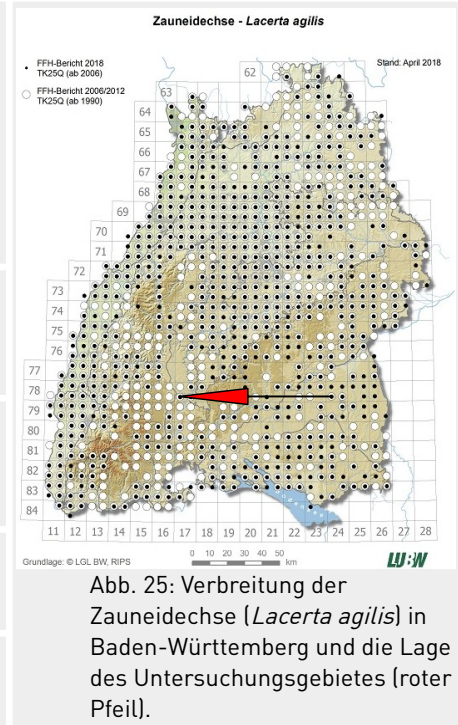 Zauneidechse - Lacerta agilis
FFH-Bericht 2018
TK25Q (ab 2006)
FFH-Bericht 2006/2012
TK25Q (ab 1990)
Stand: April 2018
62
63
64
65
66
67
68
69
70
71
72
73
74
75
76
77
78
79
80
81
82
83
84
11 12 13 14 15 16 17 18 19 20 21 22 23 24 25 26 27 28
Grundlage: © LGL BW, RIPS
0 10 20 30 40 50
km
LUBW
Abb. 25: Verbreitung der
Zauneidechse (Lacerta agilis) in
Baden-Württemberg und die Lage
des Untersuchungsgebietes (roter
Pfeil).